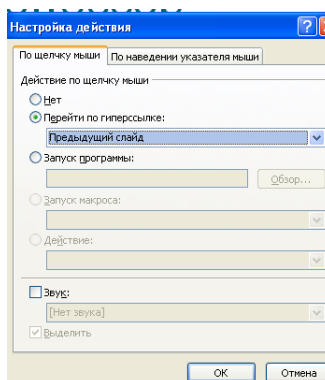 Настройка действия
По щелчку мыши По наведении указателя мыши
Действие по щелчку мыши
Нет
Перейти по гиперссылке:
Предыдущий слайд
Запуск программы:
Обзор...
Запуск макроса:
Действие:
Звук:
[Нет звука]
Выделить
ОК Отмена